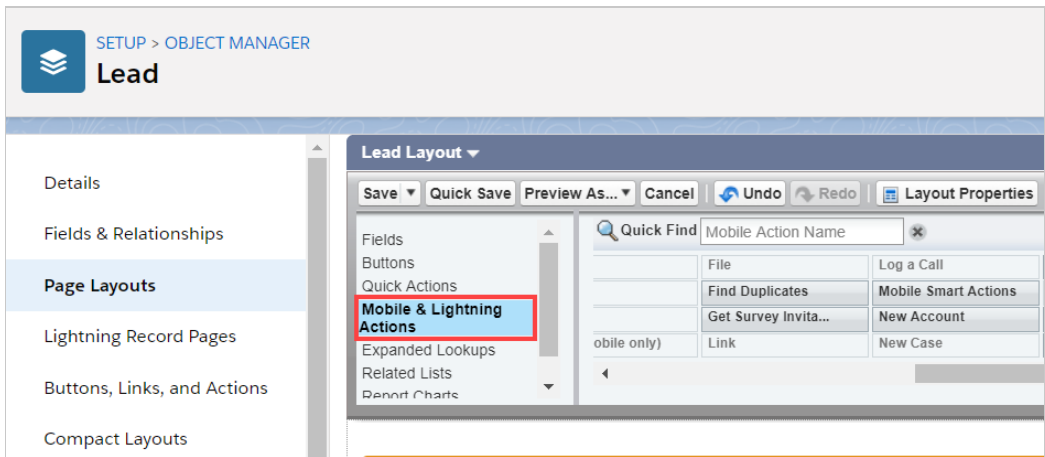 SETUP > OBJECT MANAGER
Lead
Details
Fields & Relationships
Page Layouts
Lightning Record Pages
Buttons, Links, and Actions
Compact Layouts
Lead Layout
Save Quick Save Preview As... Cancel Undo Redo Layout Properties
Fields
Buttons
Quick Actions
Mobile & Lightning
Actions
Expanded Lookups
Related Lists
Report Charts
Quick Find Mobile Action Name
File Log a Call
Find Duplicates Mobile Smart Actions
Get Survey Invita... New Account
obile only) Link New Case